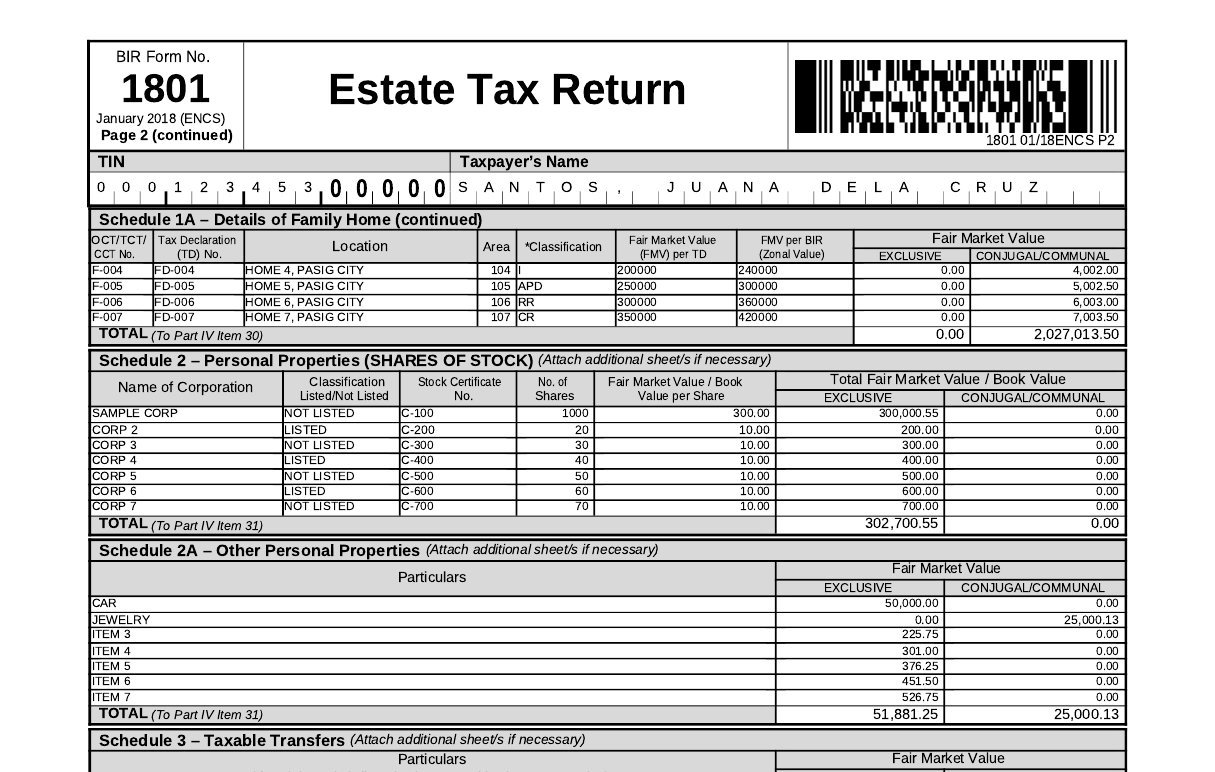 BIR Form No.
1801
January 2018 (ENCS)
Page 2 (continued)
Estate Tax Return
1801 01/18ENCS P2
TIN Taxpayer's Name
0 0 0 1 2 3 4 5 3 0 0 0 0 0 S A N T O S , J U A N A D E L A C R U Z
Schedule 1A – Details of Family Home (continued)
OCT/TCT/ CCT No. Tax Declaration (TD) No. Location Area *Classification Fair Market Value (FMV) per TD FMV per BIR (Zonal Value) Fair Market Value
EXCLUSIVE CONJUGAL/COMMUNAL
F-004 FD-004 HOME 4, PASIG CITY 104 I 200000 240000 0.00 4,002.00
F-005 FD-005 HOME 5, PASIG CITY 105 APD 250000 300000 0.00 5,002.50
F-006 FD-006 HOME 6, PASIG CITY 106 RR 300000 360000 0.00 6,003.00
F-007 FD-007 HOME 7, PASIG CITY 107 CR 350000 420000 0.00 7,003.50
TOTAL (To Part IV Item 30) 0.00 2,027,013.50
Schedule 2 – Personal Properties (SHARES OF STOCK) (Attach additional sheet/s if necessary)
Name of Corporation Classification Listed/Not Listed Stock Certificate No. No. of Shares Fair Market Value / Book Value per Share Total Fair Market Value / Book Value
EXCLUSIVE CONJUGAL/COMMUNAL
SAMPLE CORP NOT LISTED C-100 1000 300.00 300,000.55 0.00
CORP 2 LISTED C-200 20 10.00 200.00 0.00
CORP 3 NOT LISTED C-300 30 10.00 300.00 0.00
CORP 4 LISTED C-400 40 10.00 400.00 0.00
CORP 5 NOT LISTED C-500 50 10.00 500.00 0.00
CORP 6 LISTED C-600 60 10.00 600.00 0.00
CORP 7 NOT LISTED C-700 70 10.00 700.00 0.00
TOTAL (To Part IV Item 31) 302,700.55 0.00
Schedule 2A – Other Personal Properties (Attach additional sheet/s if necessary)
Particulars Fair Market Value
EXCLUSIVE CONJUGAL/COMMUNAL
CAR 50,000.00 0.00
JEWELRY 0.00 25,000.13
ITEM 3 225.75 0.00
ITEM 4 301.00 0.00
ITEM 5 376.25 0.00
ITEM 6 451.50 0.00
ITEM 7 526.75 0.00
TOTAL (To Part IV Item 31) 51,881.25 25,000.13
Schedule 3 – Taxable Transfers (Attach additional sheet/s if necessary)
Particulars Fair Market Value